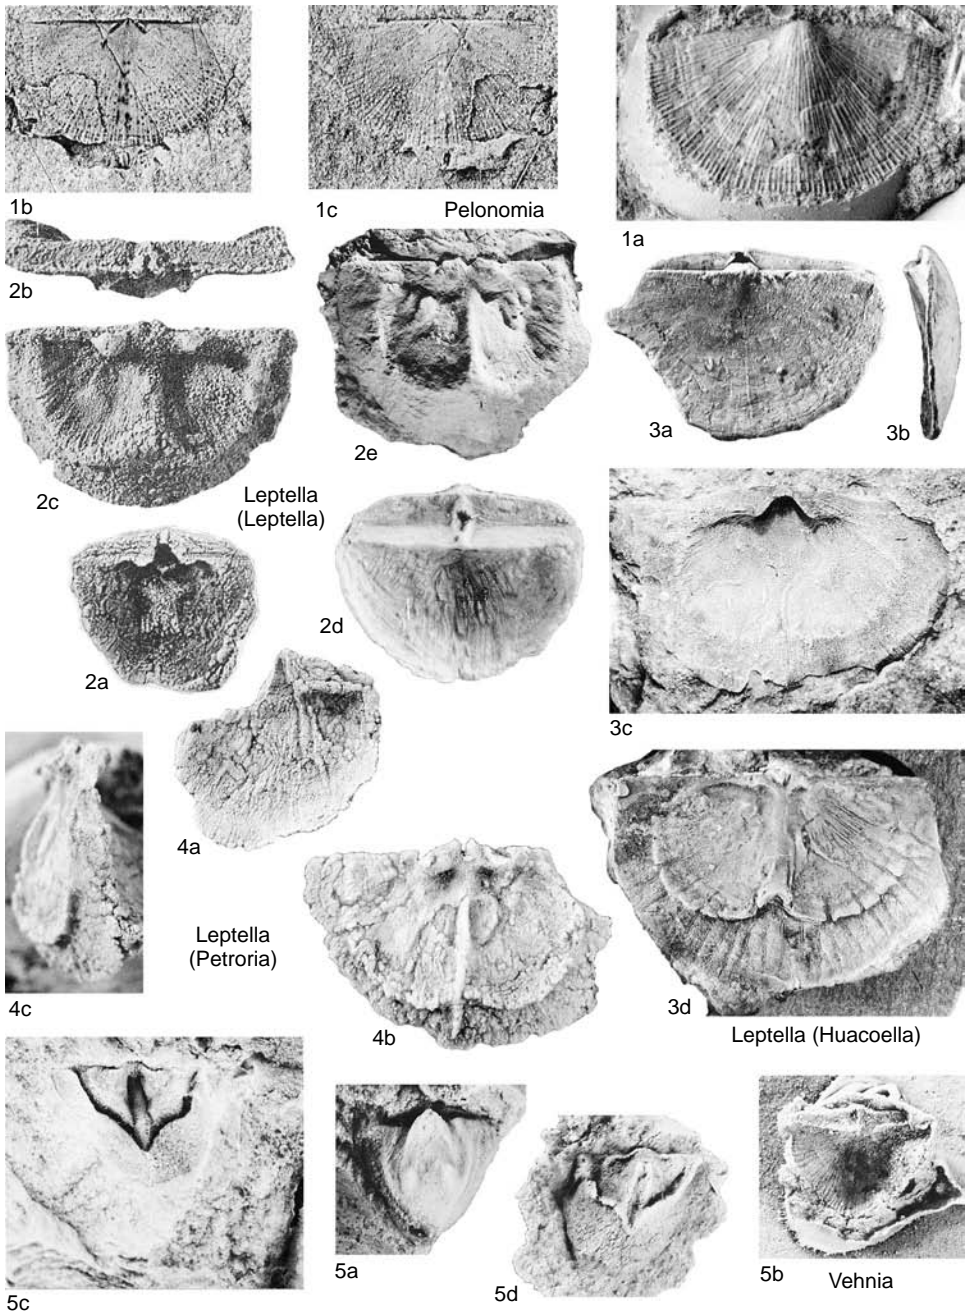 1b
1c
Pelonomia
1a
2b
2c
2e
3a
3b
Leptella
(Leptella)
2a
2d
3c
4a
4c
Leptella
(Petroria)
4b
3d
Leptella (Huacoella)
5c
5a
5d
5b
Vehnia